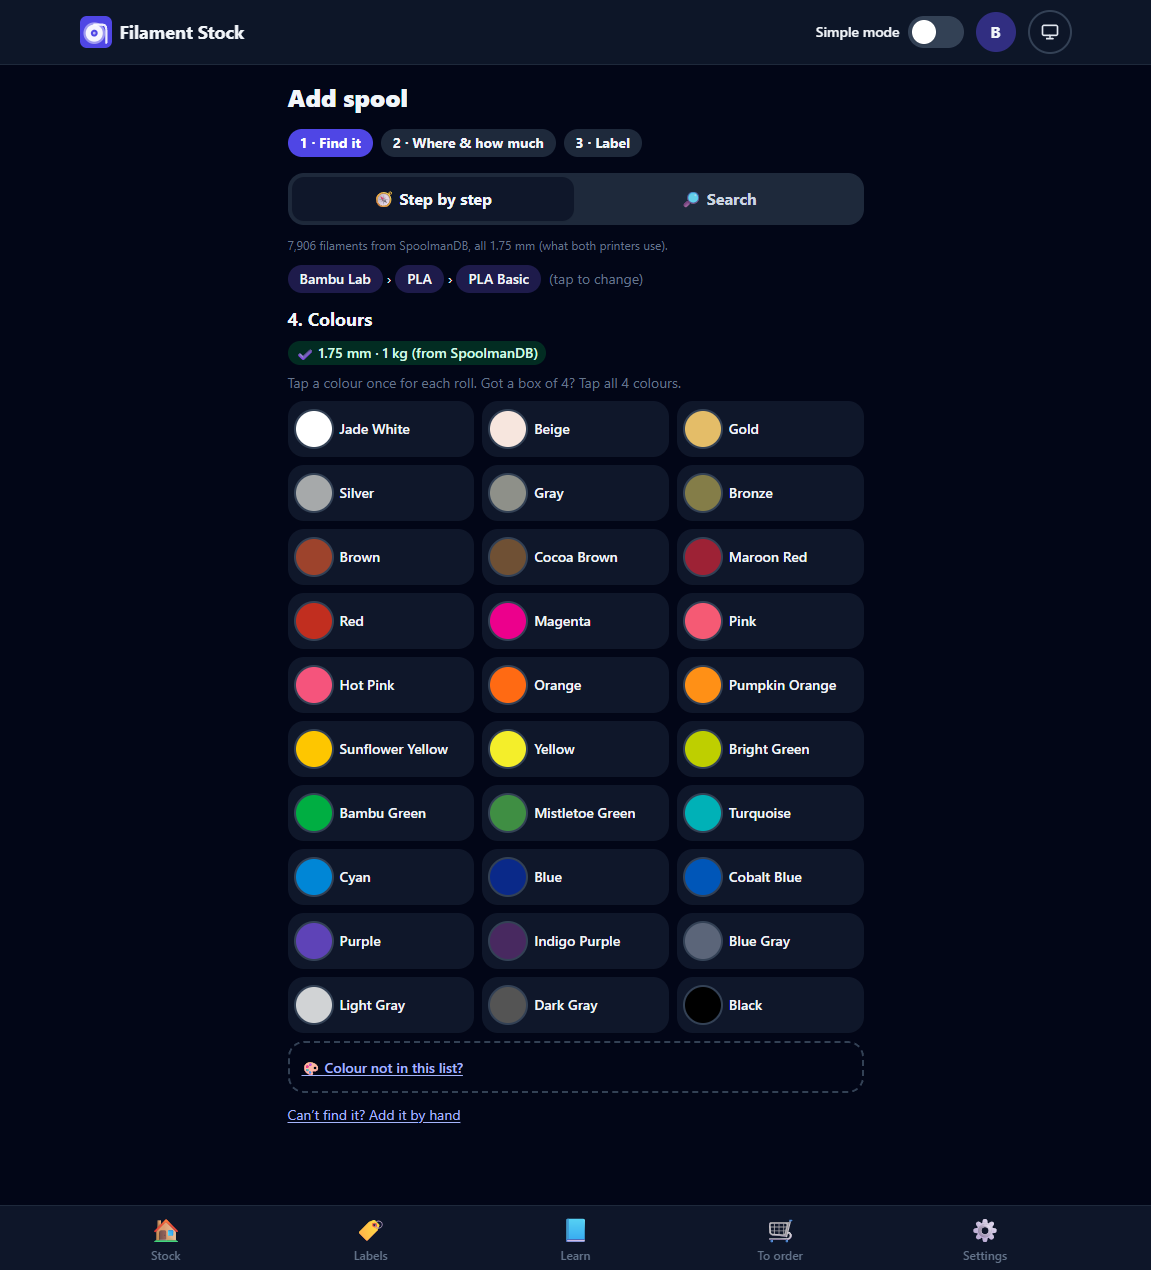 Filament Stock
Simple mode
B
Add spool
1 · Find it
2 · Where & how much
3 · Label
Step by step
Search
7,906 filaments from SpoolmanDB, all 1.75 mm (what both printers use).
Bambu Lab › PLA › PLA Basic (tap to change)
4. Colours
1.75 mm · 1 kg (from SpoolmanDB)
Tap a colour once for each roll. Got a box of 4? Tap all 4 colours.
Jade White
Beige
Gold
Silver
Gray
Bronze
Brown
Cocoa Brown
Maroon Red
Red
Magenta
Pink
Hot Pink
Orange
Pumpkin Orange
Sunflower Yellow
Yellow
Bright Green
Bambu Green
Mistletoe Green
Turquoise
Cyan
Blue
Cobalt Blue
Purple
Indigo Purple
Blue Gray
Light Gray
Dark Gray
Black
Colour not in this list?
Can’t find it? Add it by hand
Stock
Labels
Learn
To order
Settings